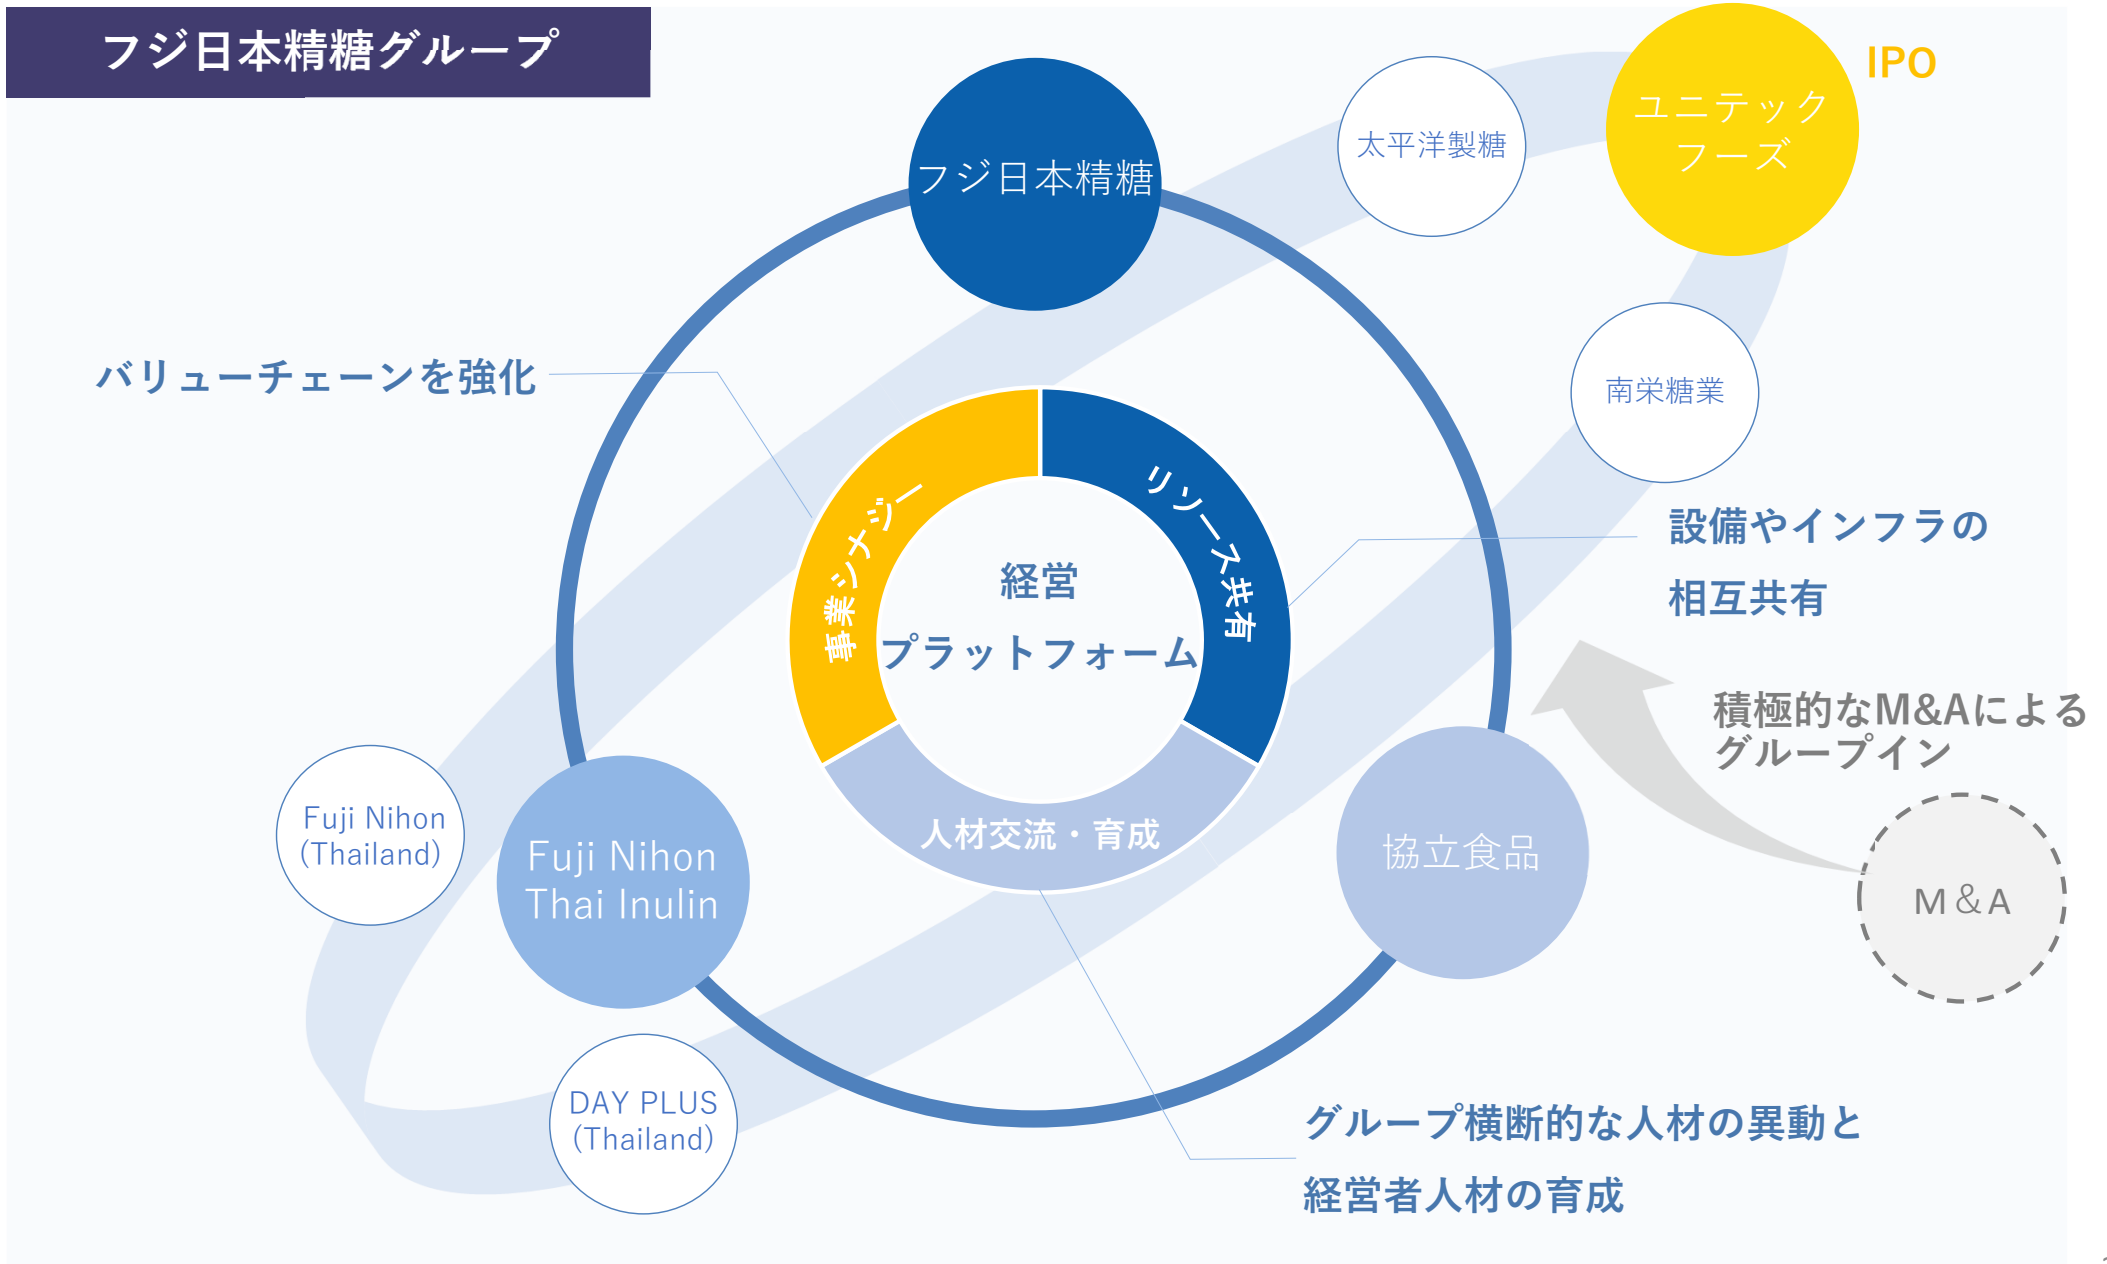 フジ日本精糖グループ
IPO
ユニテック
フーズ
太平洋製糖
フジ日本精糖
バリューチェーンを強化
南栄糖業
事業シナジー
リソース共有
設備やインフラの
相互共有
経営
プラットフォーム
積極的なM&Aによる
グループイン
人材交流・育成
Fuji Nihon
(Thailand)
Fuji Nihon
Thai Inulin
協立食品
M&A
DAY PLUS
(Thailand)
グループ横断的な人材の異動と
経営者人材の育成